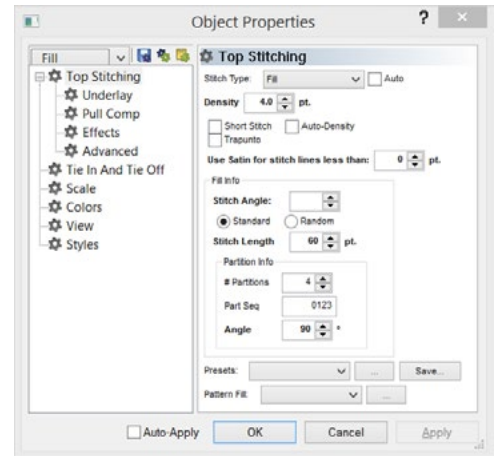 Object Properties ?
Fill
Top Stitching
Underlay
Pull Comp
Effects
Advanced
Tie In And Tie Off
Scale
Colors
View
Styles
Top Stitching
Stitch Type: Fill Auto
Density 4.0 pt.
Short Stitch Auto-Density
Trapunto
Use Satin for stitch lines less than: 0 pt.
Fill Info
Stitch Angle:
Standard Random
Stitch Length 60 pt.
Partition Info
# Partitions 4
Part Seq 0123
Angle 90 °
Presets: ... Save...
Pattern Fill: ...
Auto-Apply OK Cancel Apply